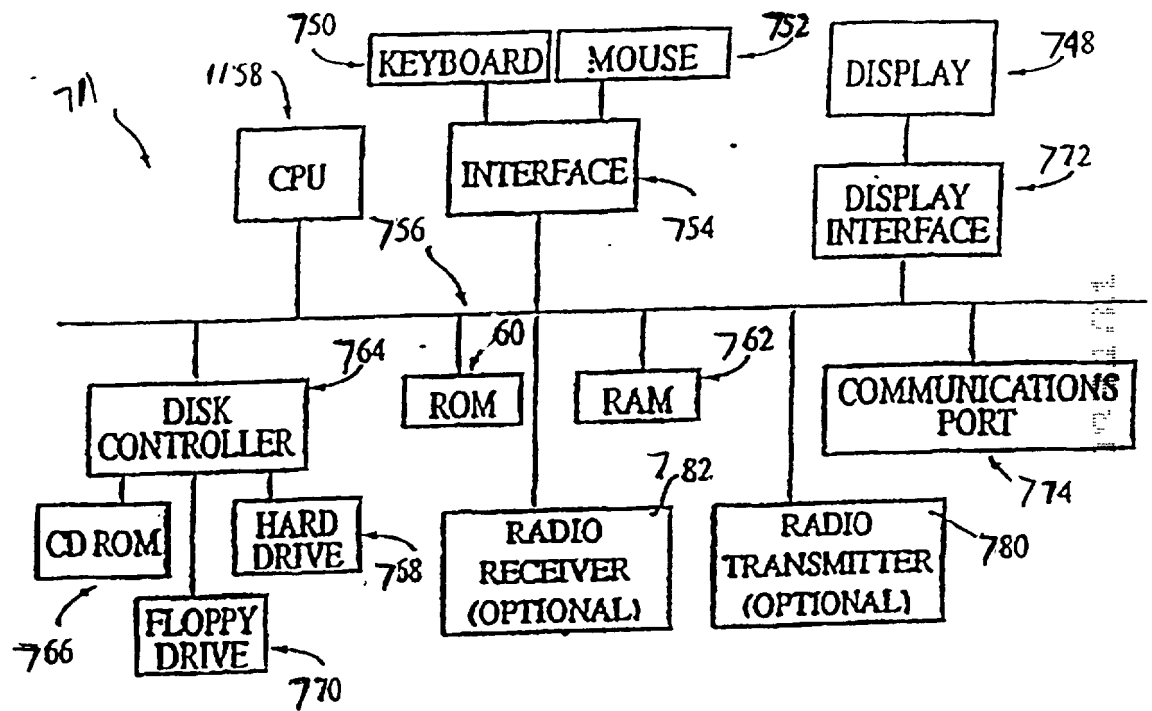 750
KEYBOARD
MOUSE
752
DISPLAY
748
711
1158
CPU
INTERFACE
754
756
772
DISPLAY
INTERFACE
764
DISK
CONTROLLER
60
ROM
762
RAM
COMMUNICATIONS
PORT
774
CD ROM
766
HARD
DRIVE
768
FLOPPY
DRIVE
770
782
RADIO
RECEIVER
(OPTIONAL)
RADIO
TRANSMITTER
(OPTIONAL)
780